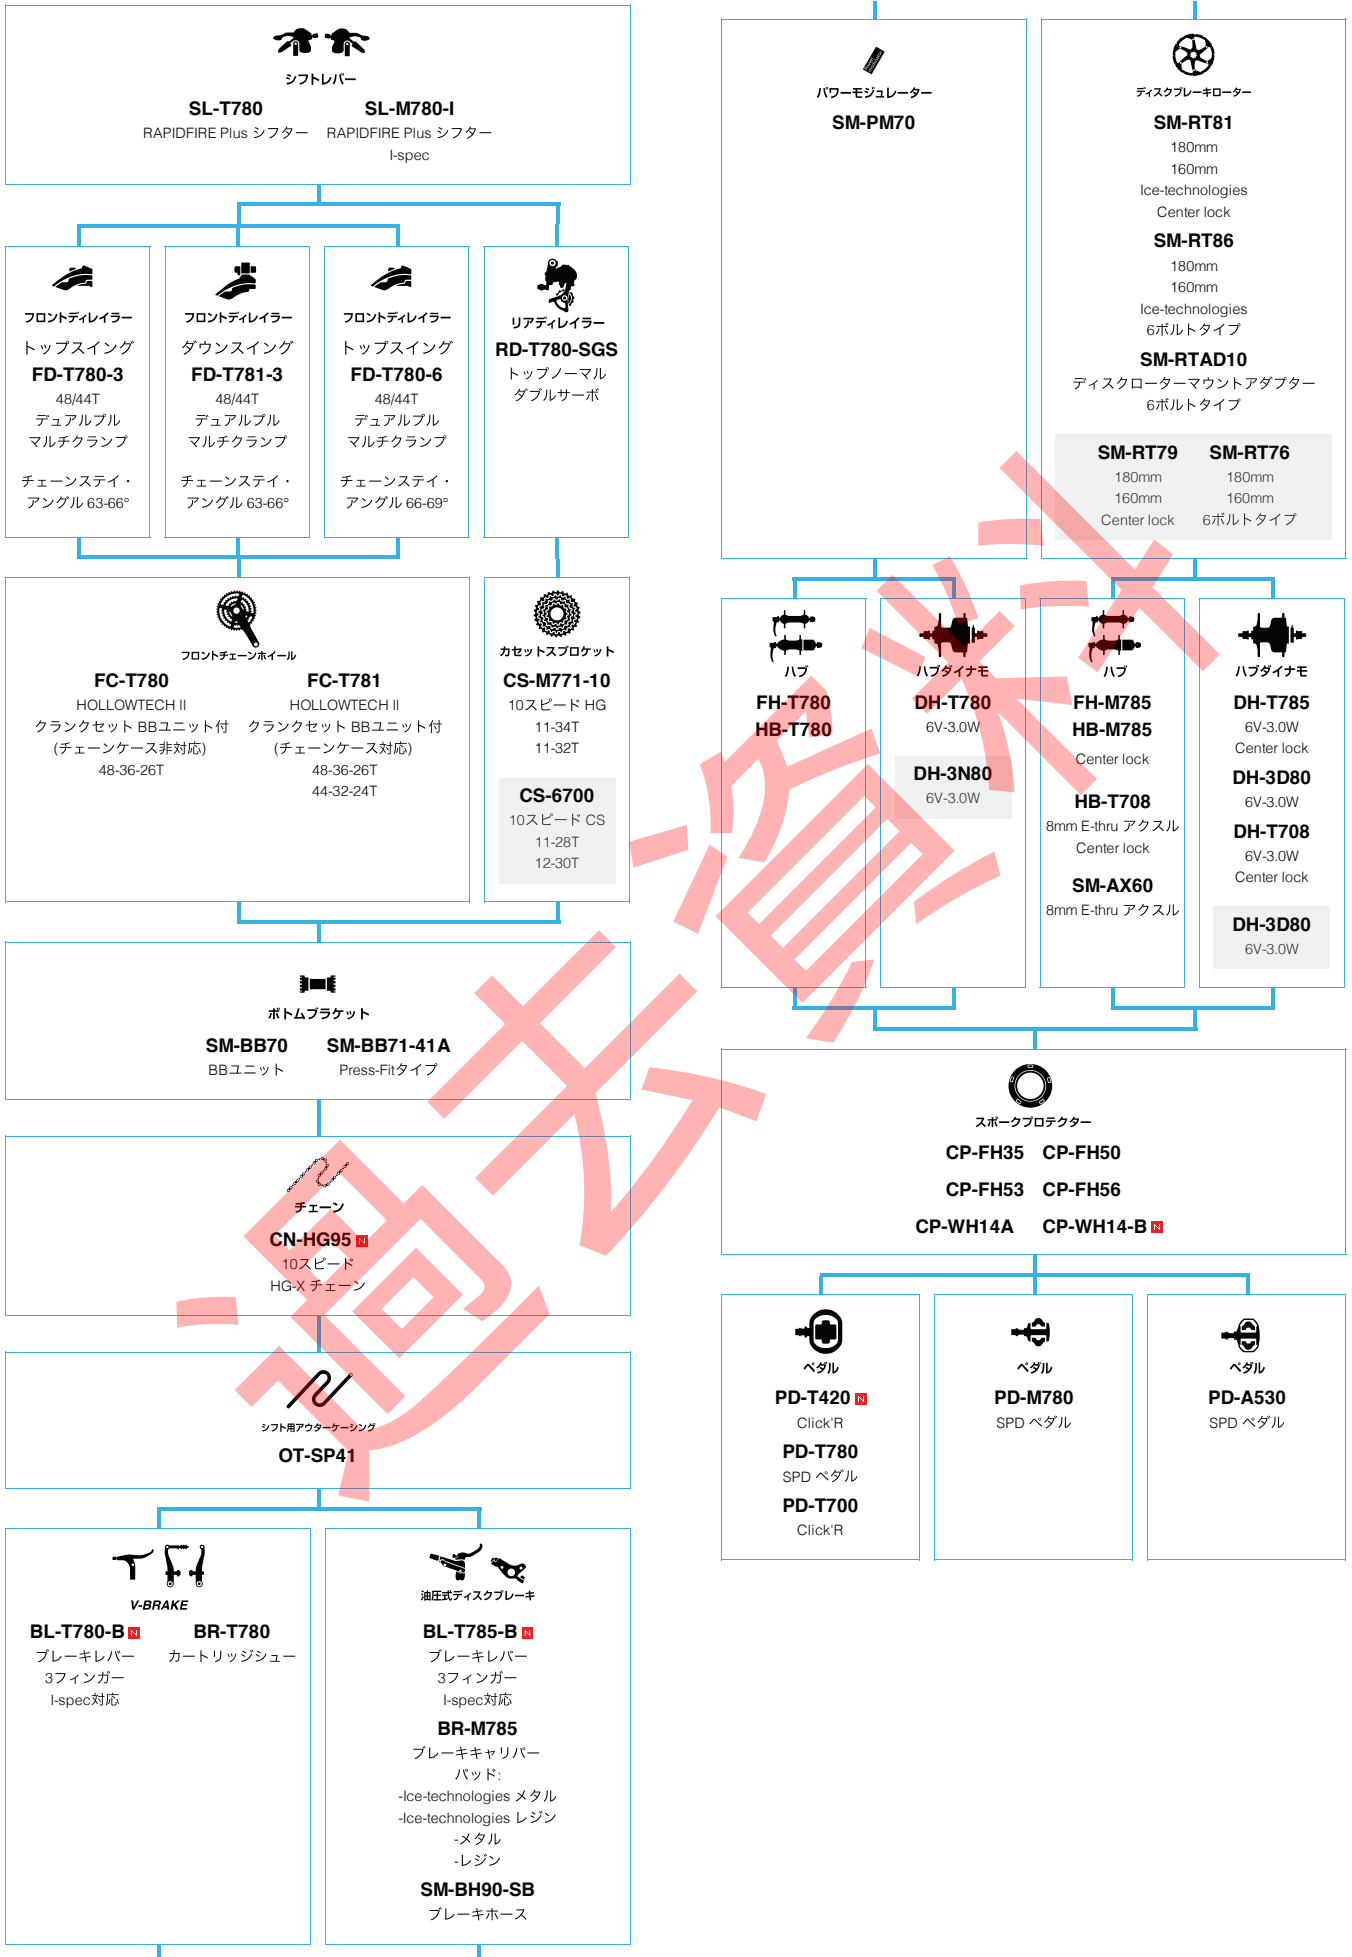 シフトレバー
SL-T780
RAPIDFIRE Plus シフター
SL-M780-I
RAPIDFIRE Plus シフター
I-spec
フロントディレイラー
トップスイング
FD-T780-3
48/44T
デュアルプル
マルチクランプ
チェーンステイ・
アングル 63-66°
フロントディレイラー
ダウンスイング
FD-T781-3
48/44T
デュアルプル
マルチクランプ
チェーンステイ・
アングル 63-66°
フロントディレイラー
トップスイング
FD-T780-6
48/44T
デュアルプル
マルチクランプ
チェーンステイ・
アングル 66-69°
リアディレイラー
RD-T780-SGS
トップノーマル
ダブルサーボ
フロントチェーンホイール
FC-T780
HOLLOWTECH II
クランクセット BBユニット付
(チェーンケース非対応)
48-36-26T
FC-T781
HOLLOWTECH II
クランクセット BBユニット付
(チェーンケース対応)
48-36-26T
44-32-24T
カセットスプロケット
CS-M771-10
10スピード HG
11-34T
11-32T
CS-6700
10スピード CS
11-28T
12-30T
ボトムブラケット
SM-BB70
BBユニット
SM-BB71-41A
Press-Fitタイプ
チェーン
CN-HG95 N
10スピード
HG-X チェーン
シフト用アウターケーシング
OT-SP41
V-BRAKE
BL-T780-B N
ブレーキレバー
3フィンガー
I-spec対応
BR-T780
カートリッジシュー
油圧式ディスクブレーキ
BL-T785-B N
ブレーキレバー
3フィンガー
I-spec対応
BR-M785
ブレーキキャリパー
パッド:
-Ice-technologies メタル
-Ice-technologies レジン
-メタル
-レジン
SM-BH90-SB
ブレーキホース
パワーモジュレーター
SM-PM70
ディスクブレーキローター
SM-RT81
180mm
160mm
Ice-technologies
Center lock
SM-RT86
180mm
160mm
Ice-technologies
6ボルトタイプ
SM-RTAD10
ディスクローターマウントアダプター
6ボルトタイプ
SM-RT79
180mm
160mm
Center lock
SM-RT76
180mm
160mm
6ボルトタイプ
ハブ
FH-T780
HB-T780
ハブダイナモ
DH-T780
6V-3.0W
DH-3N80
6V-3.0W
ハブ
FH-M785
HB-M785
Center lock
HB-T708
8mm E-thru アクスル
Center lock
SM-AX60
8mm E-thru アクスル
ハブダイナモ
DH-T785
6V-3.0W
Center lock
DH-3D80
6V-3.0W
DH-T708
6V-3.0W
Center lock
DH-3D80
6V-3.0W
スポークプロテクター
CP-FH35 CP-FH50
CP-FH53 CP-FH56
CP-WH14A CP-WH14-B N
ペダル
PD-T420 N
Click'R
PD-T780
SPD ペダル
PD-T700
Click'R
ペダル
PD-M780
SPD ペダル
ペダル
PD-A530
SPD ペダル
過去資料